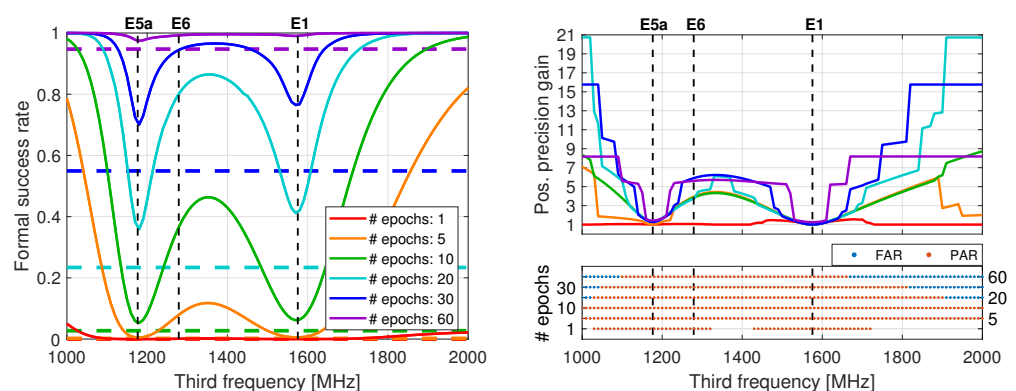 E5a E6 E1
1
0.8
0.6
0.4
0.2
0
Formal success rate
# epochs: 1
# epochs: 5
# epochs: 10
# epochs: 20
# epochs: 30
# epochs: 60
1000 1200 1400 1600 1800 2000
Third frequency [MHz]
E5a E6 E1
21
19
17
15
13
11
9
7
5
3
1
Pos. precision gain
FAR PAR
# epochs
30
10
1
60
20
5
1000 1200 1400 1600 1800 2000
Third frequency [MHz]